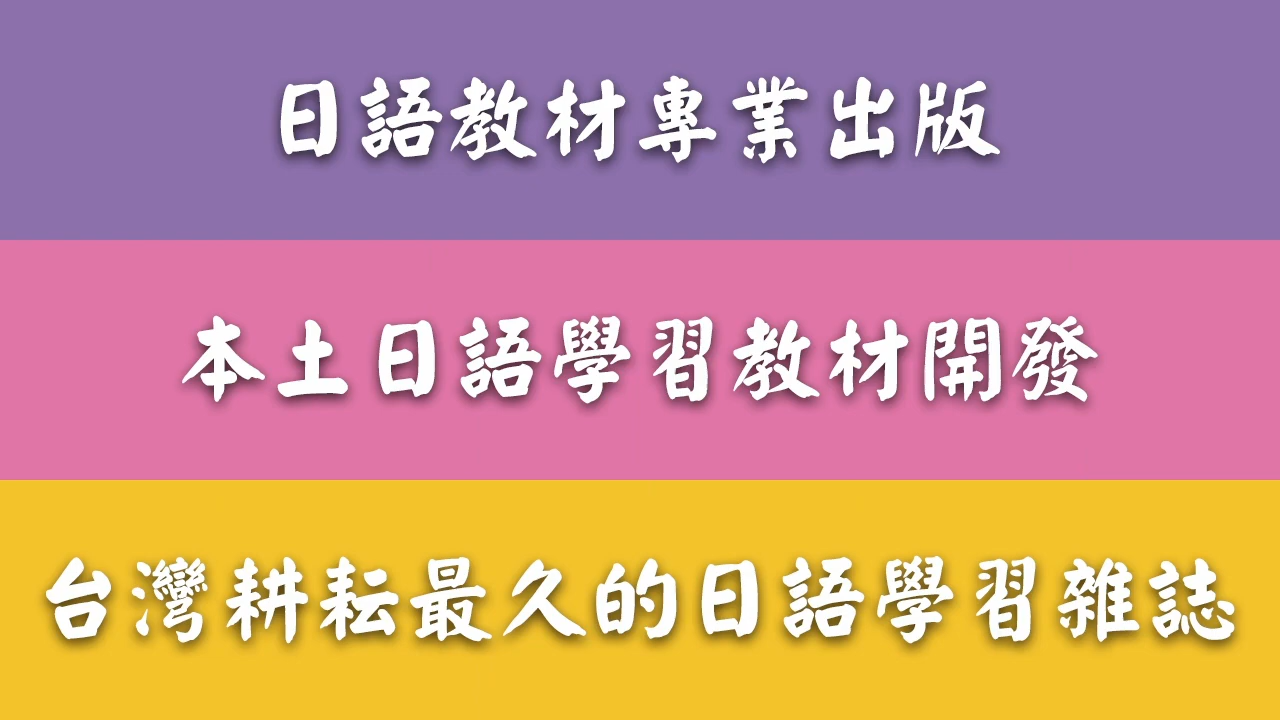 日語教材專業出版
本土日語學習教材開發
台灣耕耘最久的日語學習雜誌